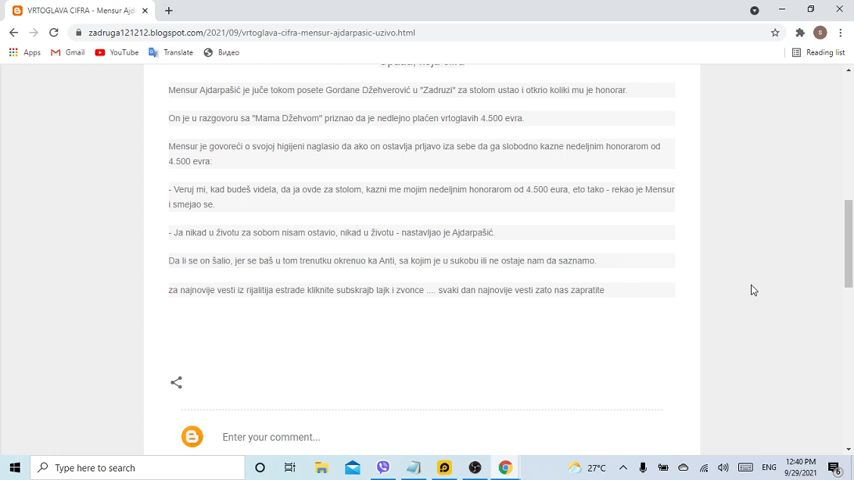 VRTOGLAVA CIFRA - Mensur Ajd
zadruga121212.blogspot.com/2021/09/vrtoglava-cifra-mensur-ajdarpasic-uzivo.html
Apps Gmail YouTube Translate Видео Reading list
Mensur Ajdarpašić je juče tokom posete Gordane Džehverović u "Zadruzi" za stolom ustao i otkrio koliki mu je honorar.
On je u razgovoru sa "Mama Džehvom" priznao da je nedlejno plaćen vrtoglavih 4.500 evra.
Mensur je govoreći o svojoj higijeni naglasio da ako on ostavlja prljavo iza sebe da ga slobodno kazne nedeljnim honorarom od
4.500 evra:
- Veruj mi, kad budeš videla, da ja ovde za stolom, kazni me mojim nedeljnim honorarom od 4.500 eura, eto tako - rekao je Mensur
i smejao se.
- Ja nikad u životu za sobom nisam ostavio, nikad u životu - nastavljao je Ajdarpašić.
Da li se on šalio, jer se baš u tom trenutku okrenuo ka Anti, sa kojim je u sukobu ili ne ostaje nam da saznamo.
za najnovije vesti iz rijalitija estrade kliknite subskrajb lajk i zvonce .... svaki dan najnovije vesti zato nas zapratite
Enter your comment...
Type here to search
27°C
ENG
12:40 PM
9/29/2021
6